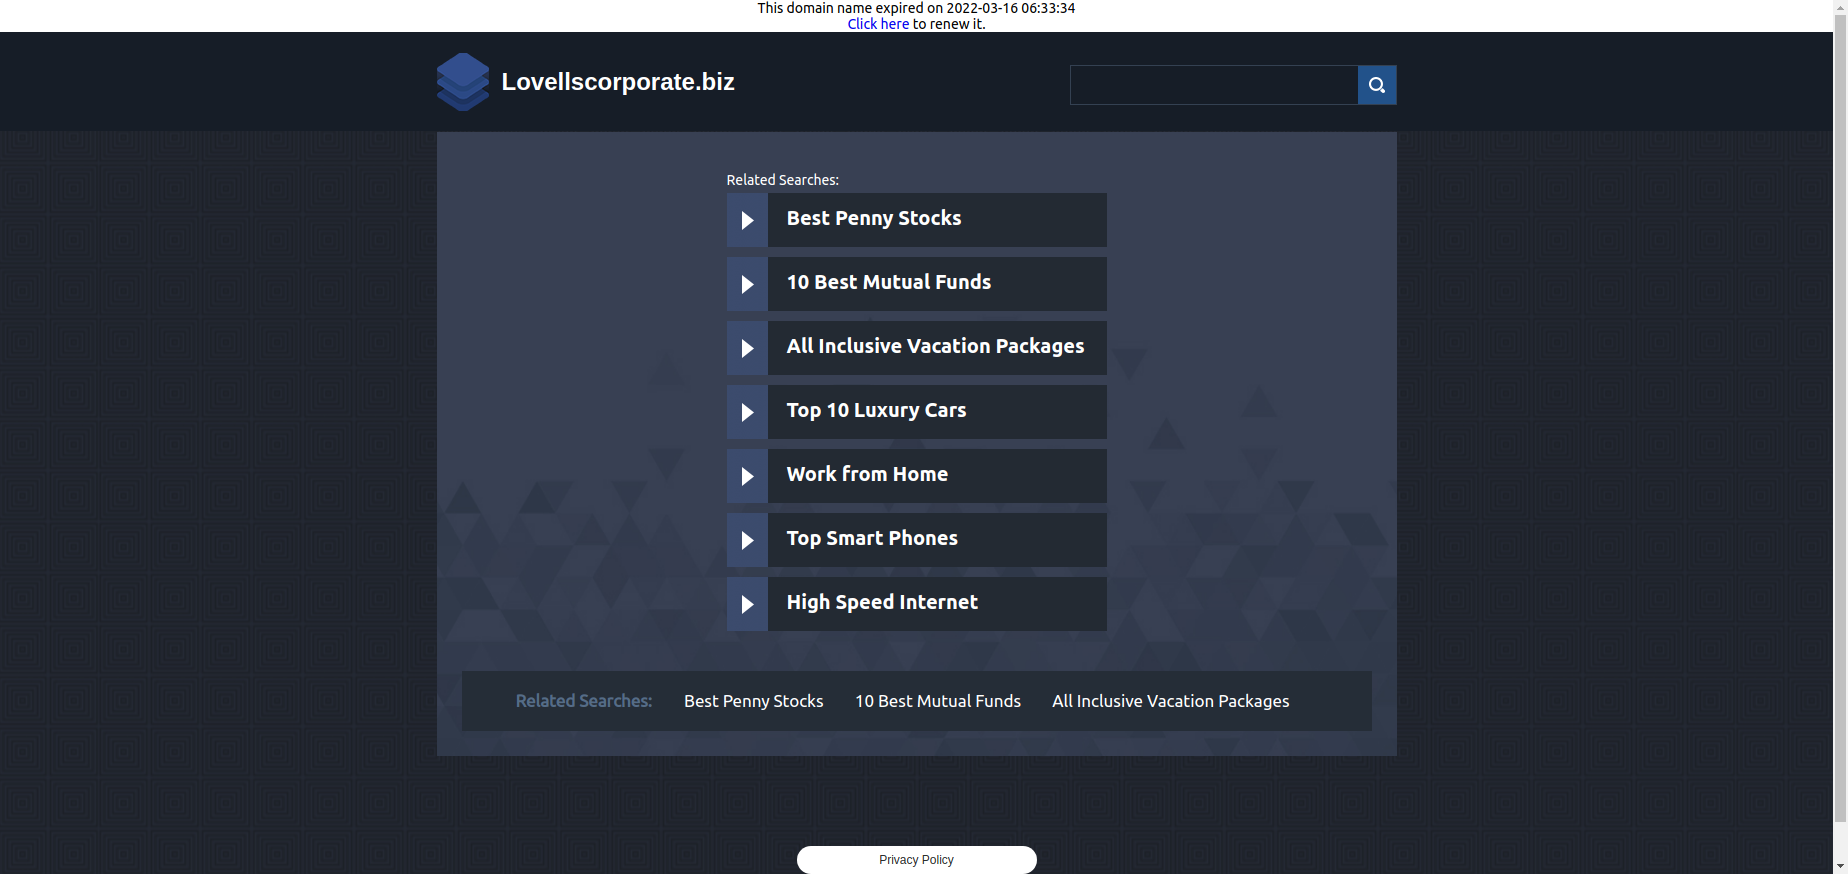 This domain name expired on 2022-03-16 06:33:34
Click here to renew it.
Lovellscorporate.biz
Related Searches:
Best Penny Stocks
10 Best Mutual Funds
All Inclusive Vacation Packages
Top 10 Luxury Cars
Work from Home
Top Smart Phones
High Speed Internet
Related Searches: Best Penny Stocks 10 Best Mutual Funds All Inclusive Vacation Packages
Privacy Policy